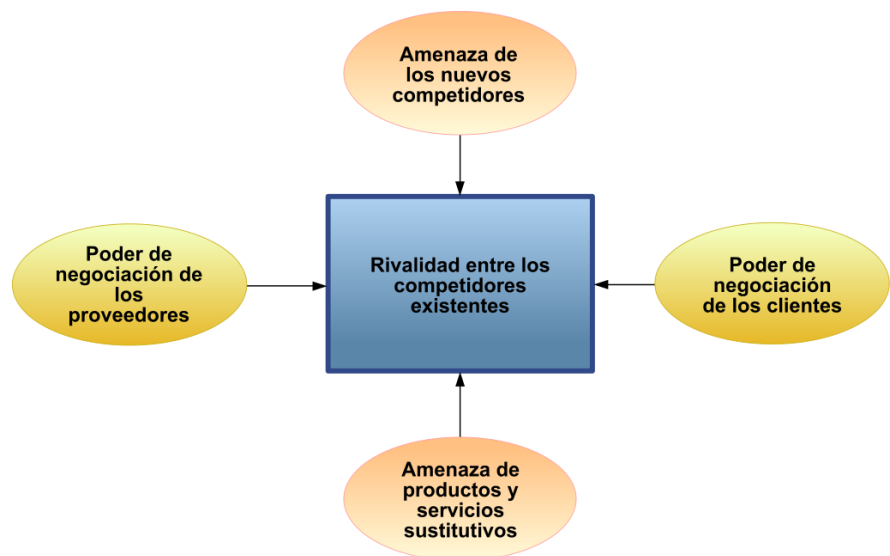 Amenaza de
los nuevos
competidores
Poder de
negociación de
los
proveedores
Rivalidad entre los
competidores
existentes
Poder de
negociación
de los clientes
Amenaza de
productos y
servicios
sustitutivos